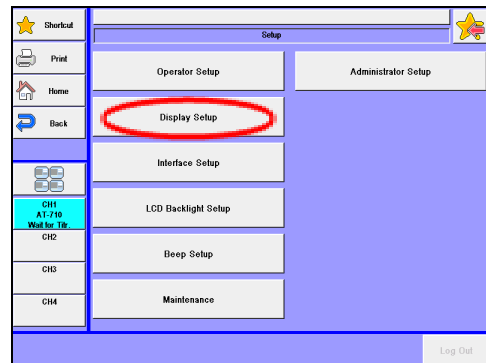 Shortcut
Setup
Print
Operator Setup
Administrator Setup
Home
Back
Display Setup
Interface Setup
CH1
AT-710
Wait for Titr.
LCD Backlight Setup
CH2
Beep Setup
CH3
CH4
Maintenance
Log Out